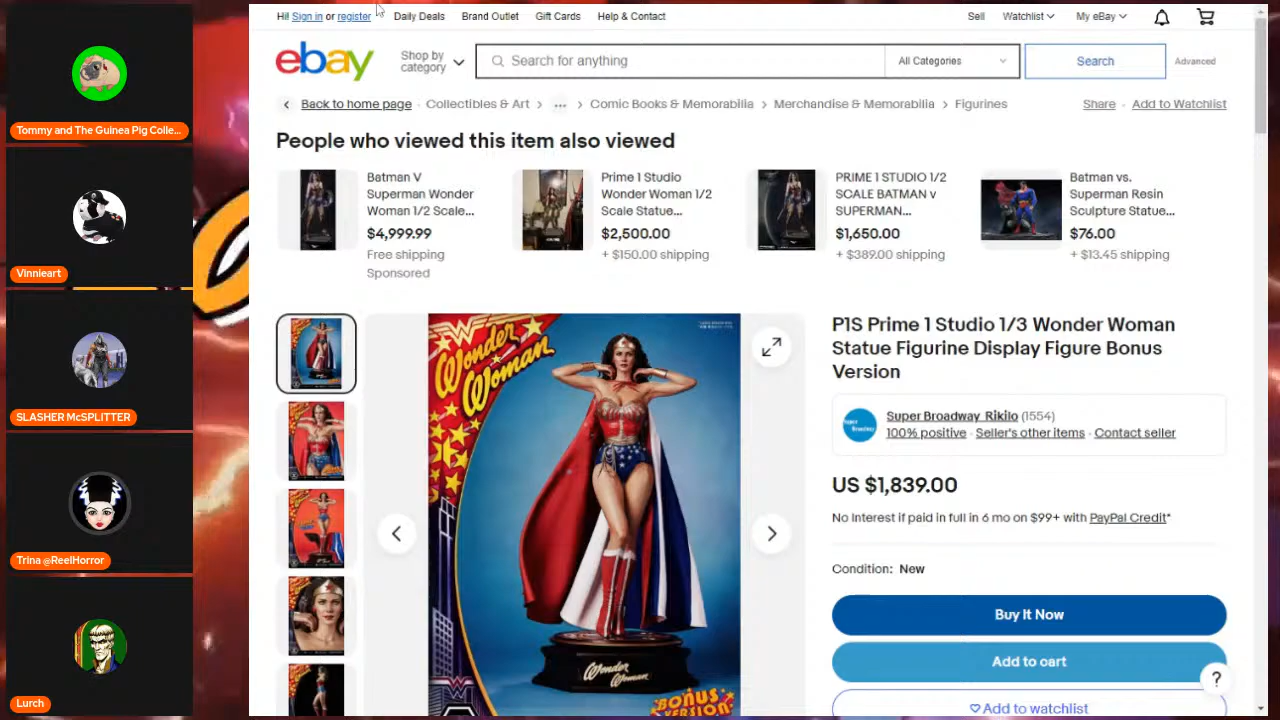 Tommy and The Guinea Pig Colle...
Vinnieart
SLASHER McSPLITTER
Trina @ReelHorror
Lurch
Hi! Sign in or register
Daily Deals
Brand Outlet
Gift Cards
Help & Contact
Sell
Watchlist
My eBay
ebay
Shop by
category
Search for anything
All Categories
Search
Advanced
Back to home page
Collectibles & Art
...
Comic Books & Memorabilia
Merchandise & Memorabilia
Figurines
Share
Add to Watchlist
People who viewed this item also viewed
Batman V
Superman Wonder
Woman 1/2 Scale...
$4,999.99
Free shipping
Sponsored
Prime 1 Studio
Wonder Woman 1/2
Scale Statue...
$2,500.00
+ $150.00 shipping
PRIME 1 STUDIO 1/2
SCALE BATMAN v
SUPERMAN...
$1,650.00
+ $389.00 shipping
Batman vs.
Superman Resin
Sculpture Statue...
$76.00
+ $13.45 shipping
Wonder
Woman
Wonder
Woman
BONUS
VERSION
P1S Prime 1 Studio 1/3 Wonder Woman
Statue Figurine Display Figure Bonus
Version
Super Broadway_Rikilo (1554)
100% positive · Seller's other items · Contact seller
US $1,839.00
No Interest if paid in full in 6 mo on $99+ with PayPal Credit*
Condition: New
Buy It Now
Add to cart
?
Add to watchlist